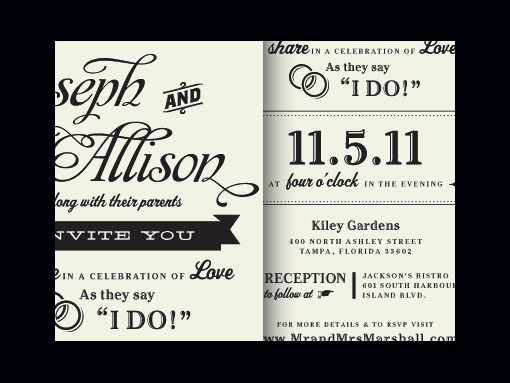 seph AND
Allison
long with their parents
NVITE YOU
IN A CELEBRATION OF Love
As they say
"I DO!"
share IN A CELEBRATION OF Love
As they say
"I DO!"
11.5.11
AT four o'clock IN THE EVENING
Kiley Gardens
400 NORTH ASHLEY STREET
TAMPA, FLORIDA 33602
RECEPTION
to follow at
JACKSON'S BISTRO
601 SOUTH HARBOUR
ISLAND BLVD.
FOR MORE DETAILS & TO RSVP VISIT
www.MrandMrsMarshall.com